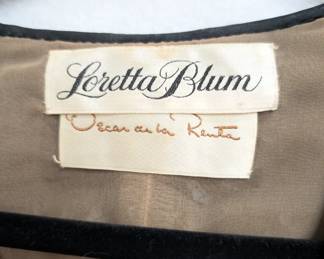 Loretta Blum
Oscar de la Renta